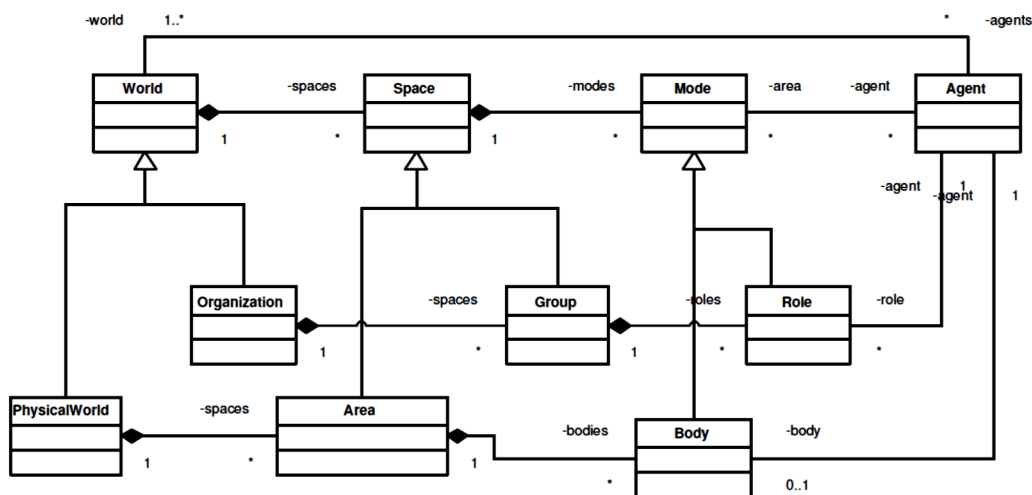 -world 1..* * -agents
World -spaces Space -modes Mode -area -agent Agent
1 * 1 * * *
-agent 1 -agent 1
Organization -spaces Group -roles Role -role
1 * 1 * *
PhysicalWorld -spaces Area -bodies Body -body
1 * 1 * 0..1